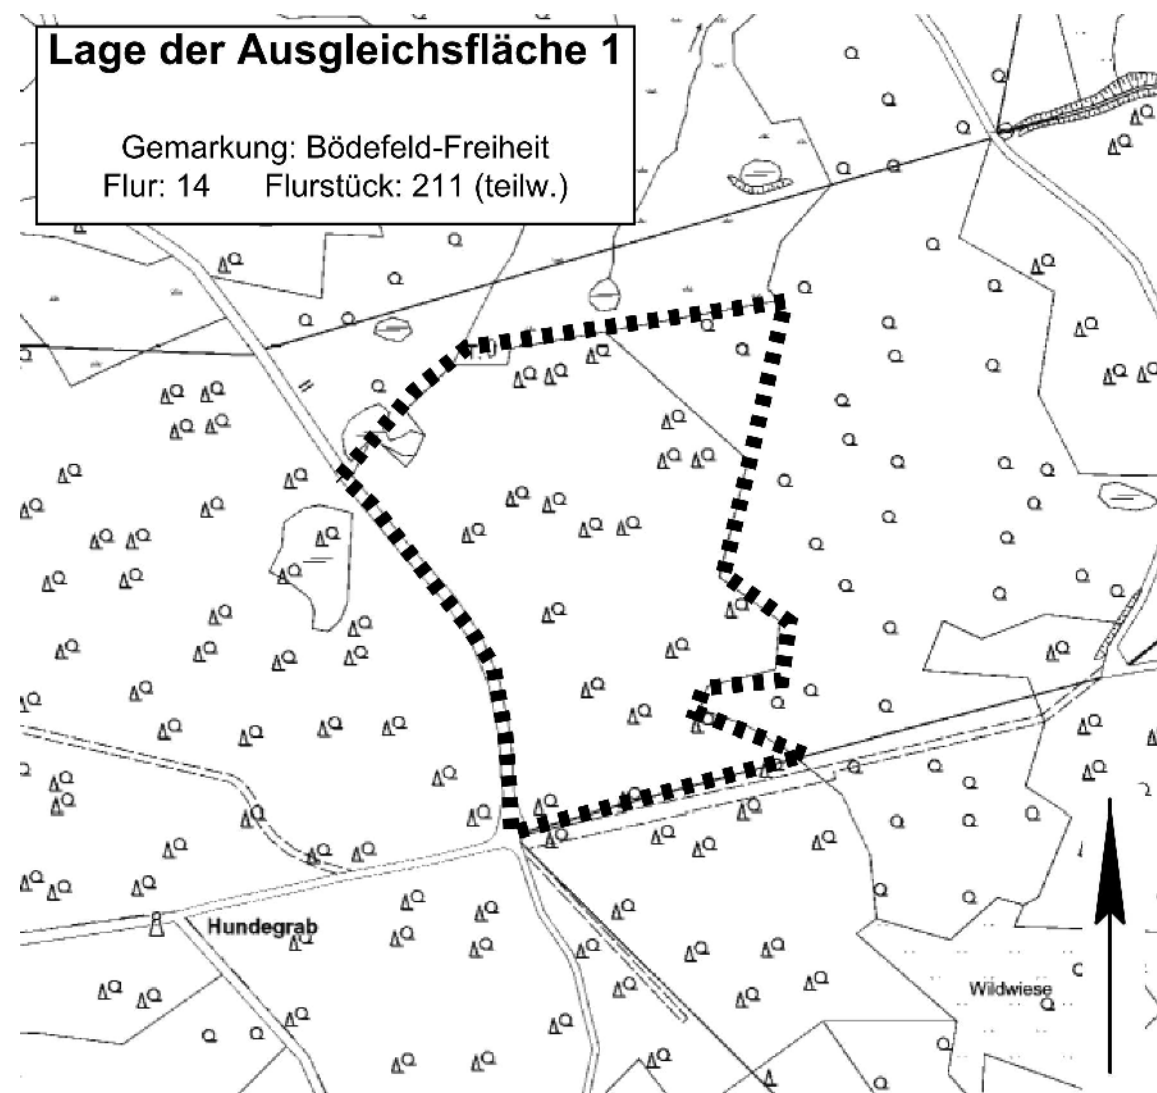 Lage der Ausgleichsfläche 1
Gemarkung: Bödefeld-Freiheit
Flur: 14 Flurstück: 211 (teilw.)
Hundegrab
Wildwiese